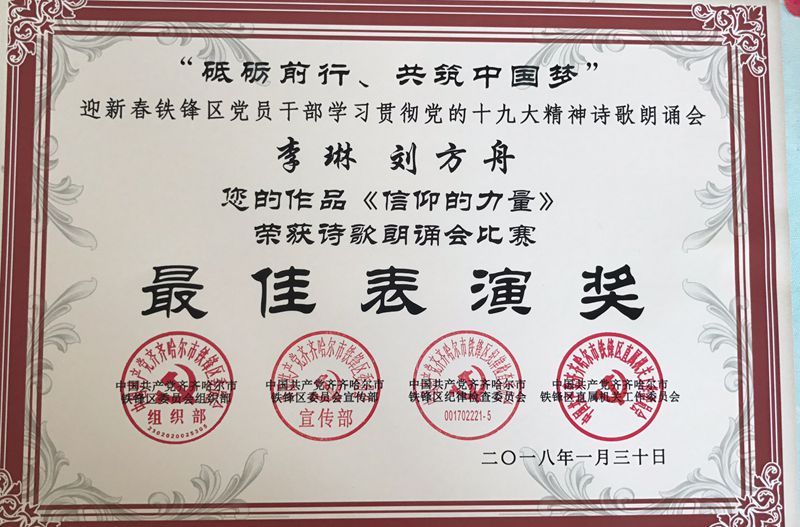 “砥砺前行、共筑中国梦”
迎新春铁锋区党员干部学习贯彻党的十九大精神诗歌朗诵会
李琳 刘方舟
您的作品《信仰的力量》
荣获诗歌朗诵会比赛
最佳表演奖
中国共产党齐齐哈尔市
铁锋区委员会组织部
组织部
2302020025305
中国共产党齐齐哈尔市
铁锋区委员会宣传部
宣传部
中国共产党齐齐哈尔市
铁锋区纪律检查委员会
001702221-5
中国共产党齐齐哈尔市
铁锋区直属机关工作委员会
二〇一八年一月三十日